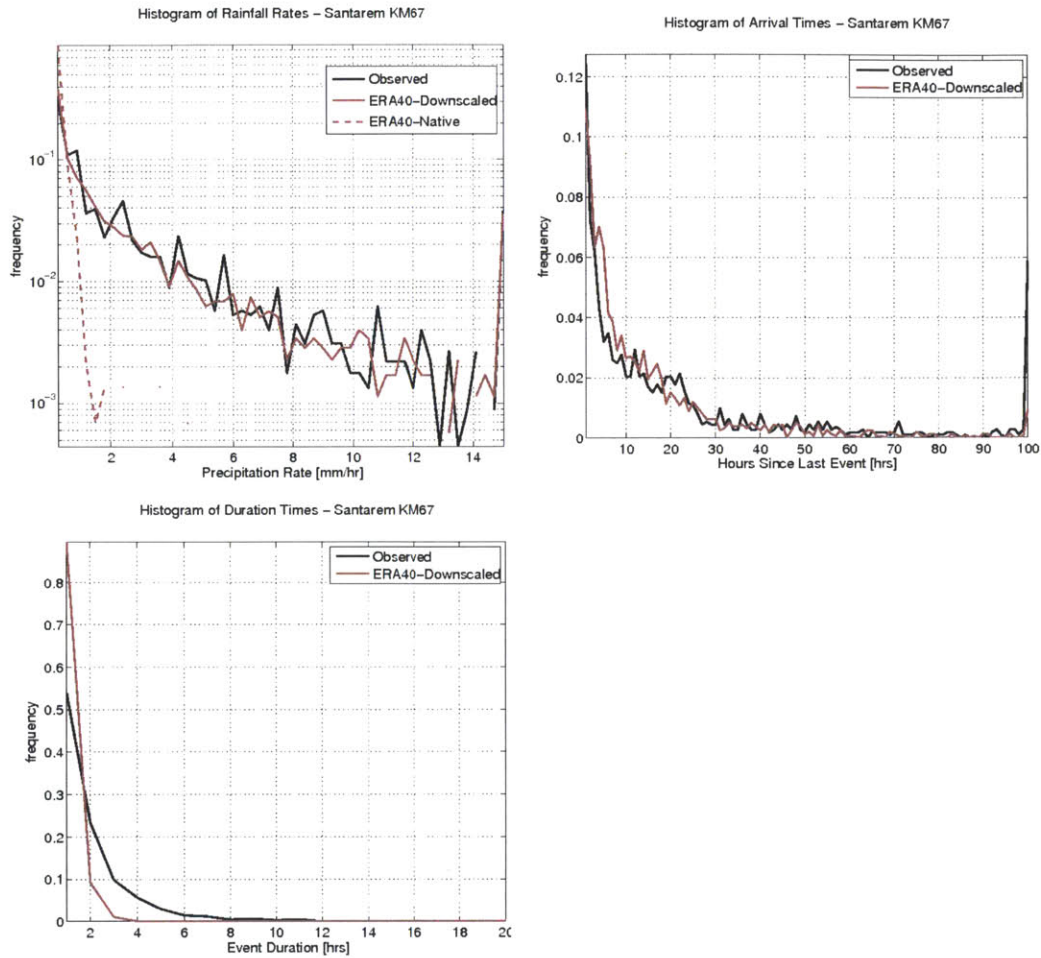 Histogram of Rainfall Rates – Santarem KM67
Observed
ERA40–Downscaled
ERA40–Native
10⁻¹
10⁻²
10⁻³
frequency
2 4 6 8 10 12 14
Precipitation Rate [mm/hr]
Histogram of Arrival Times – Santarem KM67
Observed
ERA40–Downscaled
0.12
0.1
0.08
0.06
0.04
0.02
0
frequency
10 20 30 40 50 60 70 80 90 100
Hours Since Last Event [hrs]
Histogram of Duration Times – Santarem KM67
Observed
ERA40–Downscaled
0.8
0.7
0.6
0.5
0.4
0.3
0.2
0.1
0
frequency
2 4 6 8 10 12 14 16 18
Event Duration [hrs]